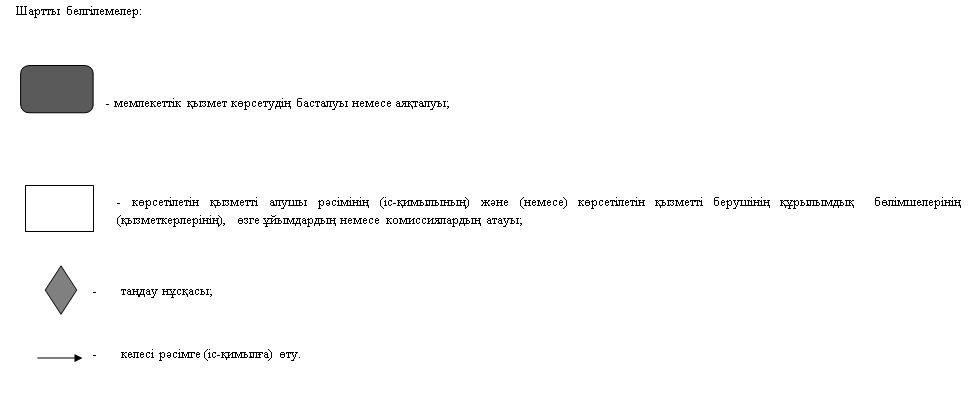 Шартты белгілемелер:
- мемлекеттік қызмет көрсетудің басталуы немесе аяқталуы;
- көрсетілетін қызметті алушы рәсімінің (іс-қимылының) және (немесе) көрсетілетін қызметті берушінің құрылымдық бөлімшелерінің
(қызметкерлерінің), өзге ұйымдардың немесе комиссиялардың атауы;
- таңдау нұсқасы;
- келесі рәсімге (іс-қимылға) өту.